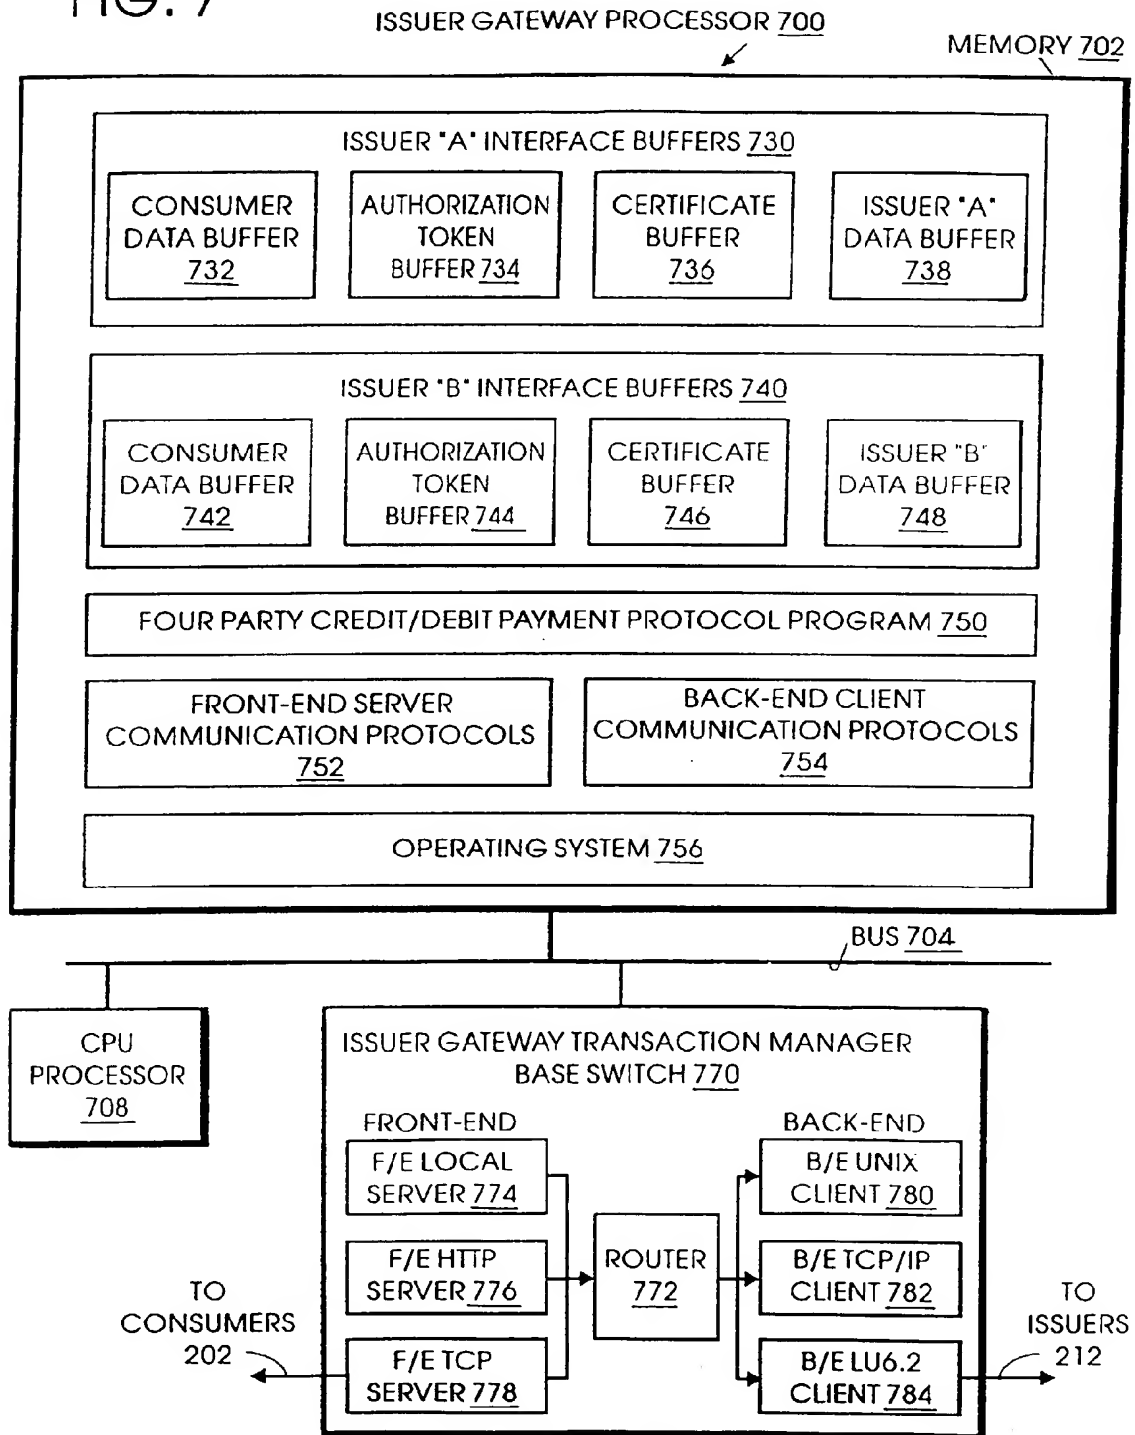 FIG. 7
ISSUER GATEWAY PROCESSOR 700
MEMORY 702
ISSUER "A" INTERFACE BUFFERS 730
CONSUMER
DATA BUFFER
732
AUTHORIZATION
TOKEN
BUFFER 734
CERTIFICATE
BUFFER
736
ISSUER "A"
DATA BUFFER
738
ISSUER "B" INTERFACE BUFFERS 740
CONSUMER
DATA BUFFER
742
AUTHORIZATION
TOKEN
BUFFER 744
CERTIFICATE
BUFFER
746
ISSUER "B"
DATA BUFFER
748
FOUR PARTY CREDIT/DEBIT PAYMENT PROTOCOL PROGRAM 750
FRONT-END SERVER
COMMUNICATION PROTOCOLS
752
BACK-END CLIENT
COMMUNICATION PROTOCOLS
754
OPERATING SYSTEM 756
BUS 704
CPU
PROCESSOR
708
ISSUER GATEWAY TRANSACTION MANAGER
BASE SWITCH 770
FRONT-END
F/E LOCAL
SERVER 774
F/E HTTP
SERVER 776
F/E TCP
SERVER 778
ROUTER
772
BACK-END
B/E UNIX
CLIENT 780
B/E TCP/IP
CLIENT 782
B/E LU6.2
CLIENT 784
TO
CONSUMERS
202
TO
ISSUERS
212